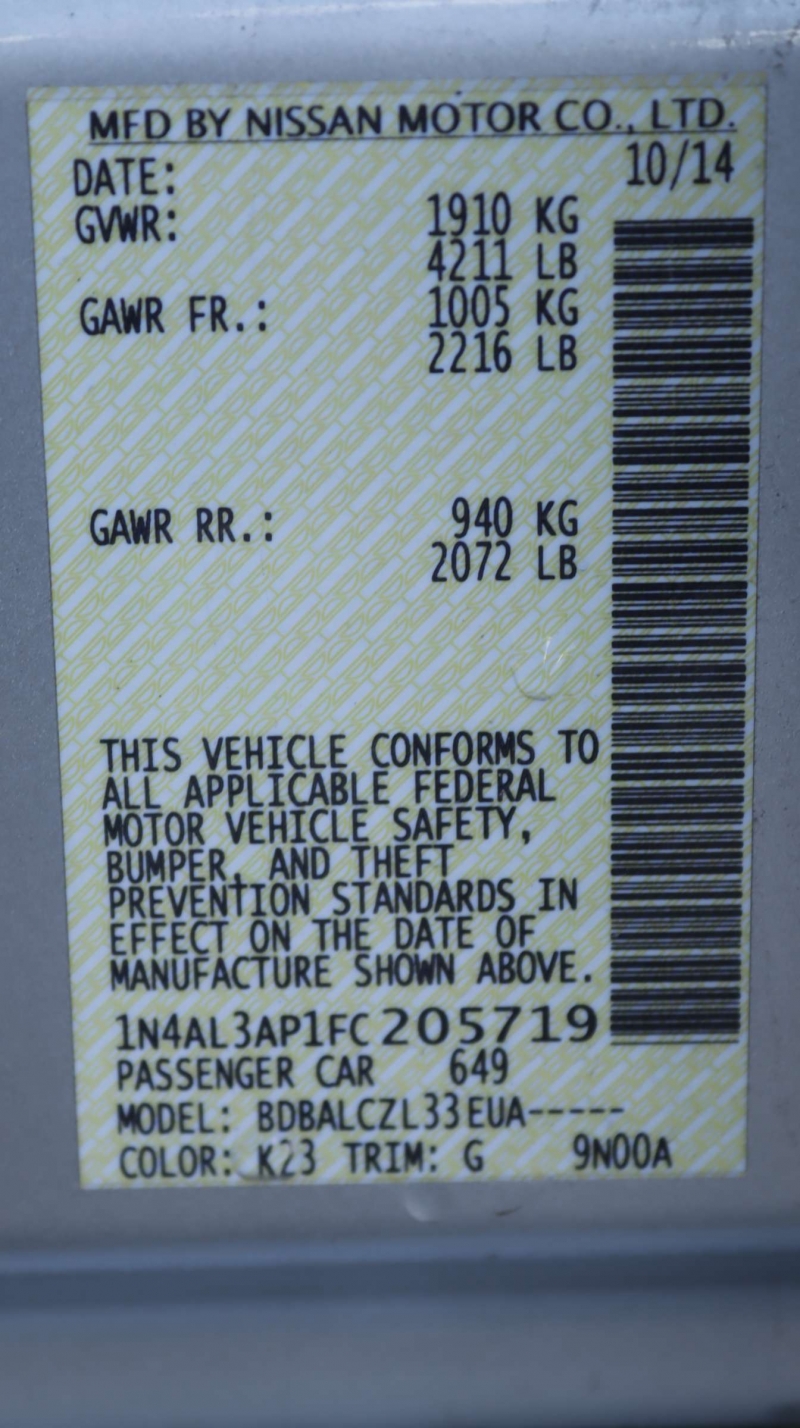 MFD BY NISSAN MOTOR CO., LTD.
DATE: 10/14
GVWR: 1910 KG
4211 LB
GAWR FR.: 1005 KG
2216 LB
GAWR RR.: 940 KG
2072 LB
THIS VEHICLE CONFORMS TO
ALL APPLICABLE FEDERAL
MOTOR VEHICLE SAFETY,
BUMPER, AND THEFT
PREVENTION STANDARDS IN
EFFECT ON THE DATE OF
MANUFACTURE SHOWN ABOVE.
1N4AL3AP1FC205719
PASSENGER CAR 649
MODEL: BDBALCZL33EUA-----
COLOR: K23 TRIM: G 9N00A